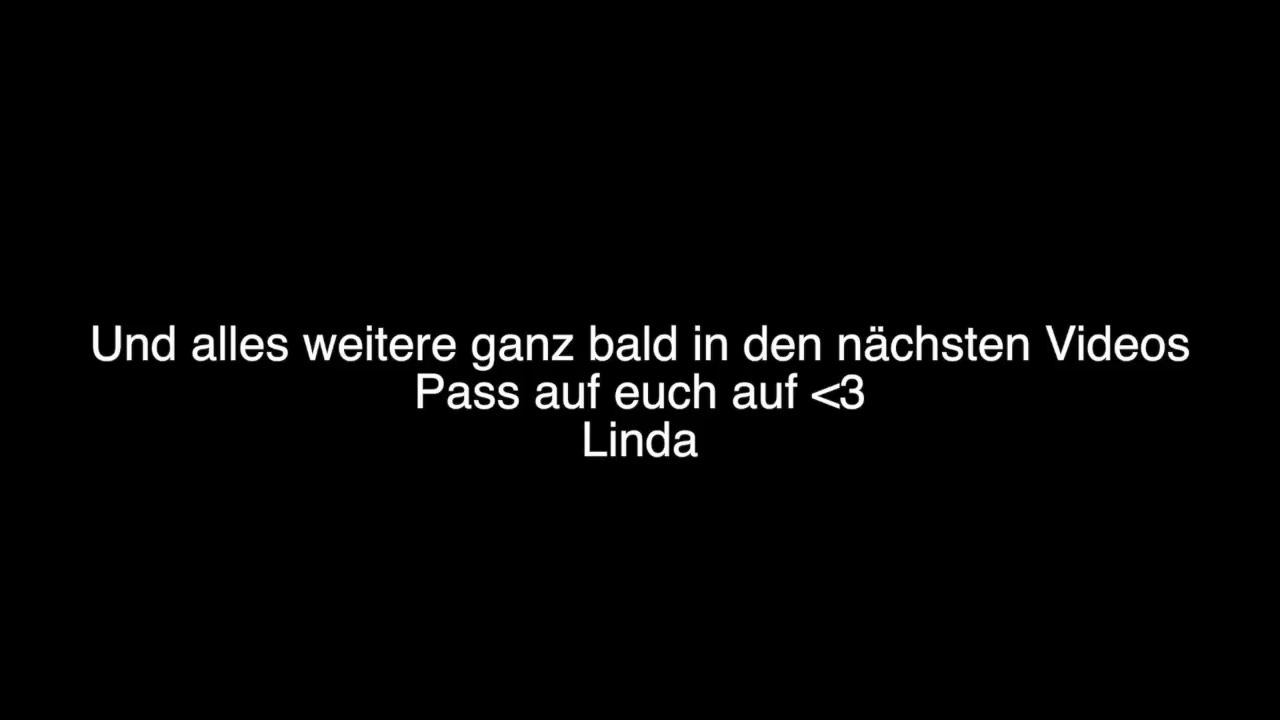 Und alles weitere ganz bald in den nächsten Videos
Pass auf euch auf <3
Linda